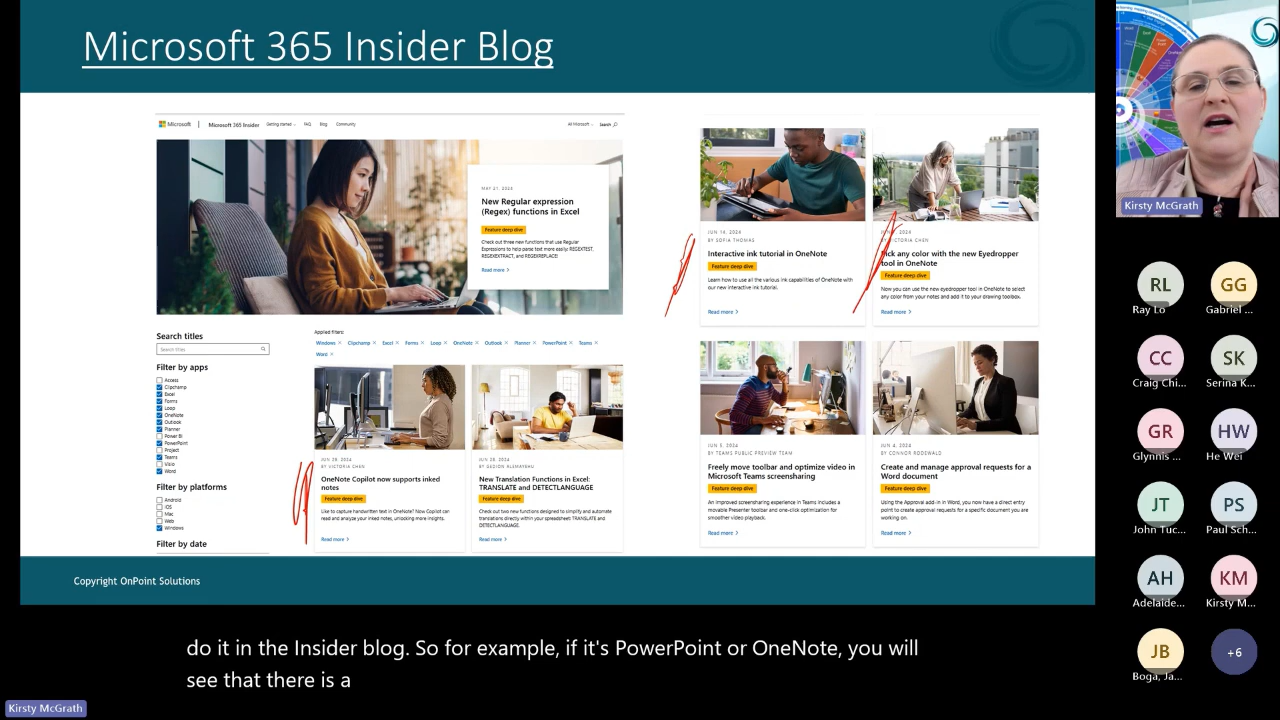 Microsoft 365 Insider Blog
Microsoft | Microsoft 365 Insider Getting started FAQ Blog Community All Microsoft Search
MAY 21, 2024
New Regular expression
(Regex) functions in Excel
Feature deep dive
Check out three new functions that use Regular
Expressions to help parse text more easily: REGEXTEST,
REGEXEXTRACT, and REGEXREPLACE!
Read more >
Search titles
Search titles
Filter by apps
Access
Clipchamp
Excel
Forms
Loop
OneNote
Outlook
Planner
Power BI
PowerPoint
Project
Teams
Visio
Word
Filter by platforms
Android
iOS
Mac
Web
Windows
Filter by date
Applied filters:
Windows × Clipchamp × Excel × Forms × Loop × OneNote × Outlook × Planner × PowerPoint × Teams ×
Word ×
BY VICTORIA CHEN
OneNote Copilot now supports inked
notes
Feature deep dive
Like to capture handwritten text in OneNote? Now Copilot can
read and analyze your inked notes, unlocking more insights.
Read more >
BY GEDION ALEMAYEHU
New Translation Functions in Excel:
TRANSLATE and DETECTLANGUAGE
Feature deep dive
Check out two new functions designed to simplify and automate
translations directly within your spreadsheet TRANSLATE and
DETECTLANGUAGE.
Read more >
JUN 14, 2024
BY SOFIA THOMAS
Interactive ink tutorial in OneNote
Feature deep dive
Learn how to use all the various ink capabilities of OneNote with
our new interactive ink tutorial.
Read more >
2024
VICTORIA CHEN
Pick any color with the new Eyedropper
tool in OneNote
Feature deep dive
Now you can use the new eyedropper tool in OneNote to select
any color from your notes and add it to your drawing toolbox.
Read more >
JUN 5, 2024
BY TEAMS PUBLIC PREVIEW TEAM
Freely move toolbar and optimize video in
Microsoft Teams screensharing
Feature deep dive
An improved screensharing experience in Teams includes a
movable Presenter toolbar and one-click optimization for
smoother video playback.
Read more >
JUN 4, 2024
BY CONNOR RODEWALD
Create and manage approval requests for a
Word document
Feature deep dive
Using the Approval add-in Word, you now have a direct entry
point to create approval requests for a specific document you are
working on.
Read more >
Copyright OnPoint Solutions
do it in the Insider blog. So for example, if it's PowerPoint or OneNote, you will
see that there is a
Kirsty McGrath
Kirsty McGrath
RL
Ray Lo
GG
Gabriel ...
CC
Craig Chi...
SK
Serina K...
GR
Glynnis ...
HW
He Wei
JT
John Tuc...
PS
Paul Sch...
AH
Adelaide...
KM
Kirsty M...
JB
Boga, Ja...
+6